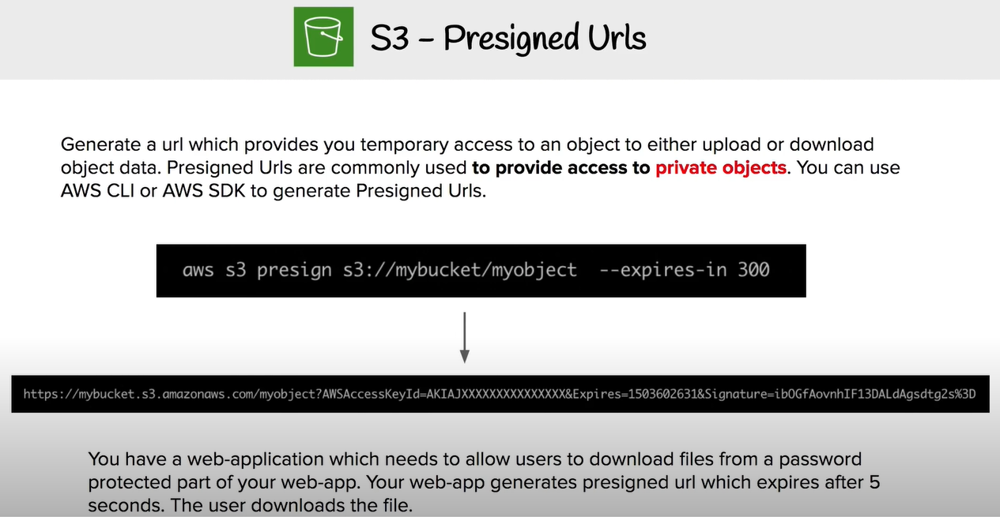 S3 – Presigned Urls
Generate a url which provides you temporary access to an object to either upload or download
object data. Presigned Urls are commonly used to provide access to private objects. You can use
AWS CLI or AWS SDK to generate Presigned Urls.
aws s3 presign s3://mybucket/myobject --expires-in 300
https://mybucket.s3.amazonaws.com/myobject?AWSAccessKeyId=AKIAJXXXXXXXXXXXXXXX&Expires=1503602631&Signature=ibOGfAovnhIF13DALdAgsdtg2s%3D
You have a web-application which needs to allow users to download files from a password
protected part of your web-app. Your web-app generates presigned url which expires after 5
seconds. The user downloads the file.